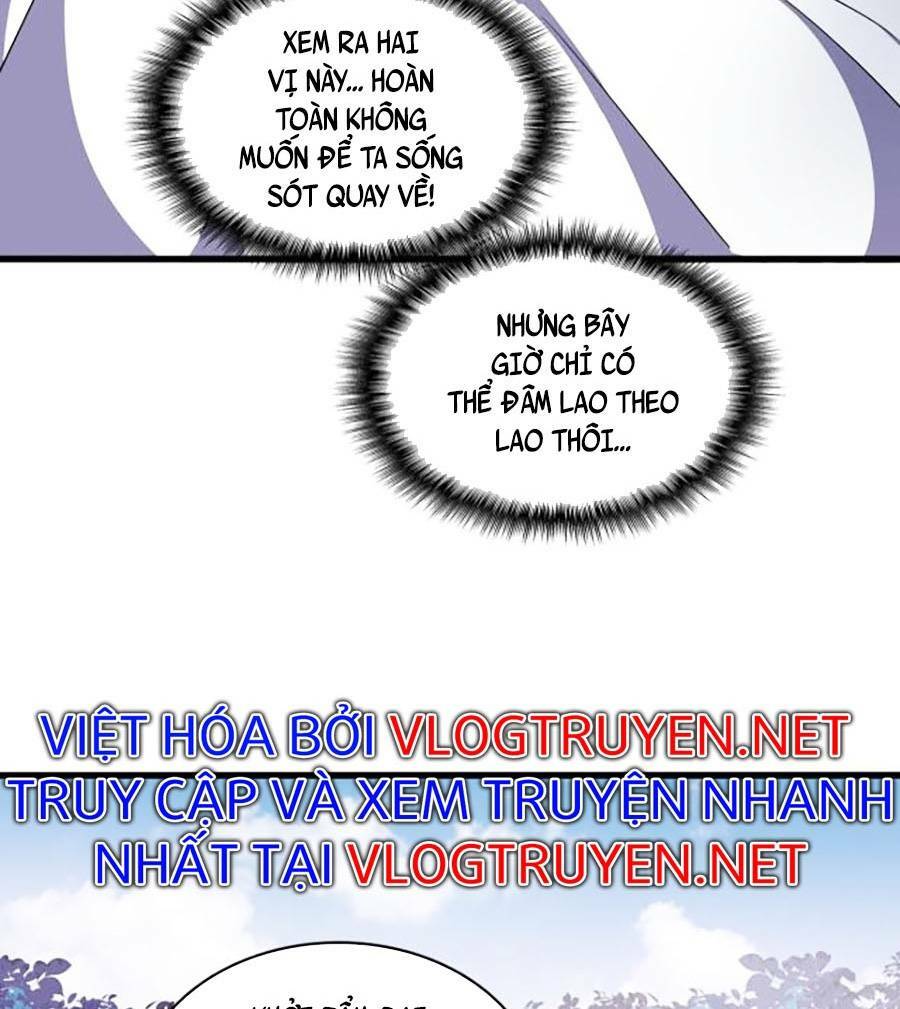 XEM RA HAI
VỊ NÀY... HOÀN
TOÀN KHÔNG
MUỐN ĐỂ TA SỐNG
SÓT QUAY VỀ!
NHƯNG BÂY
GIỜ CHỈ CÓ
THỂ ĐÂM LAO THEO
LAO THÔI...
VIỆT HÓA BỞI VLOGTRUYEN.NET
TRUY CẬP VÀ XEM TRUYỆN NHANH
NHẤT TẠI VLOGTRUYEN.NET